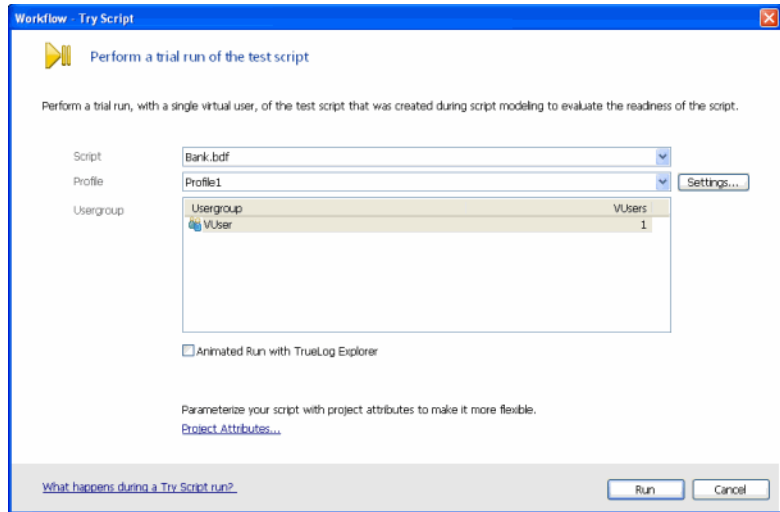 Workflow - Try Script
Perform a trial run of the test script
Perform a trial run, with a single virtual user, of the test script that was created during script modeling to evaluate the readiness of the script.
Script Bank.bdf
Profile Profile1 Settings...
Usergroup Usergroup VUsers
VUser 1
Animated Run with TrueLog Explorer
Parameterize your script with project attributes to make it more flexible.
Project Attributes...
What happens during a Try Script run? Run Cancel